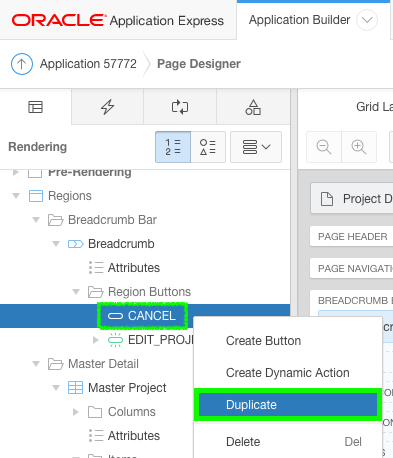 ORACLE Application Express
Application Builder
Application 57772
Page Designer
Grid La
Rendering
Pre-Rendering
Project D
Regions
Breadcrumb Bar
PAGE HEADER
Breadcrumb
Attributes
PAGE NAVIGATI
Region Buttons
BREADCRUMB B
CANCEL
EDIT_PROJ
Create Button
Create Dynamic Action
Master Detail
Master Project
Duplicate
Columns
Attributes
Delete Del
Items